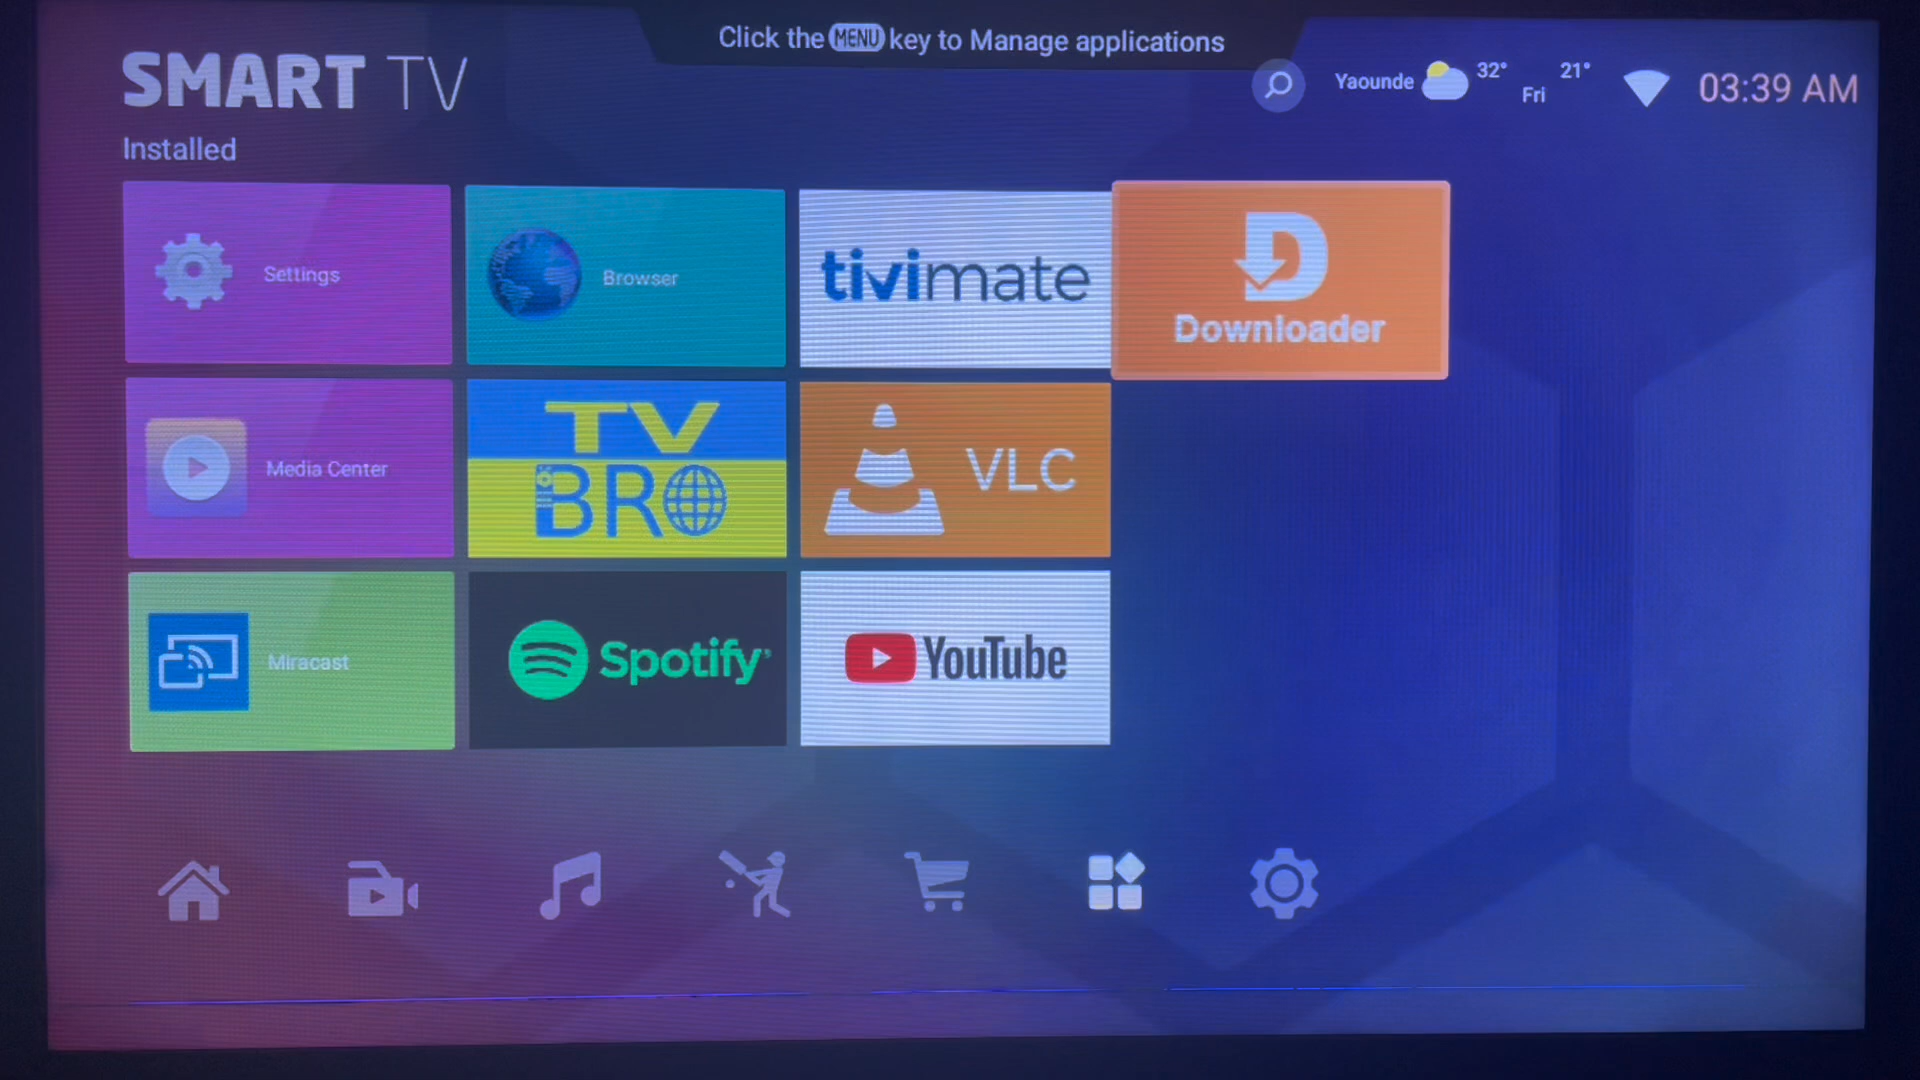 Click the MENU key to Manage applications
SMART TV
Yaounde
32°
Fri
21°
03:39 AM
Installed
Settings
Browser
tivimate
Downloader
Media Center
TV
BRO
VLC
Miracast
Spotify
YouTube